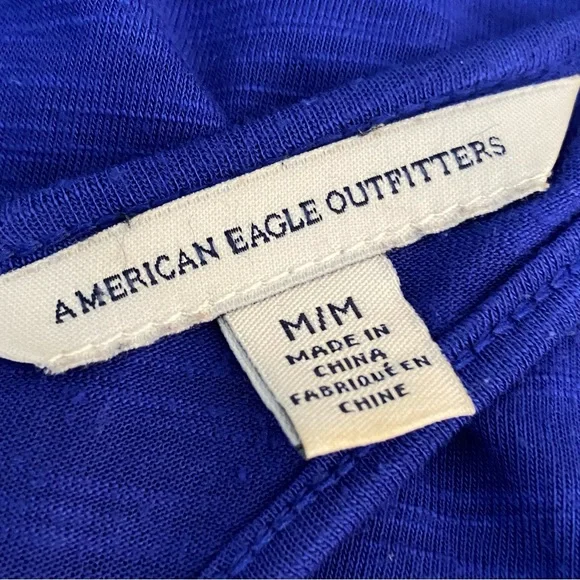 AMERICAN EAGLE OUTFITTERS
M/M
MADE IN
CHINA
FABRIQUÉ EN
CHINE